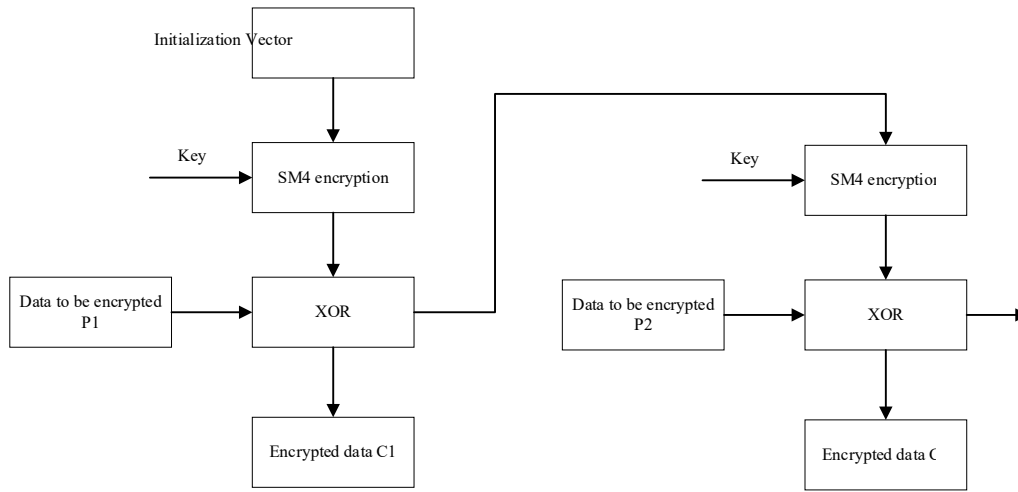 Initialization Vector
Key
SM4 encryption
Data to be encrypted
P1
XOR
Encrypted data C1
Key
SM4 encryption
Data to be encrypted
P2
XOR
Encrypted data